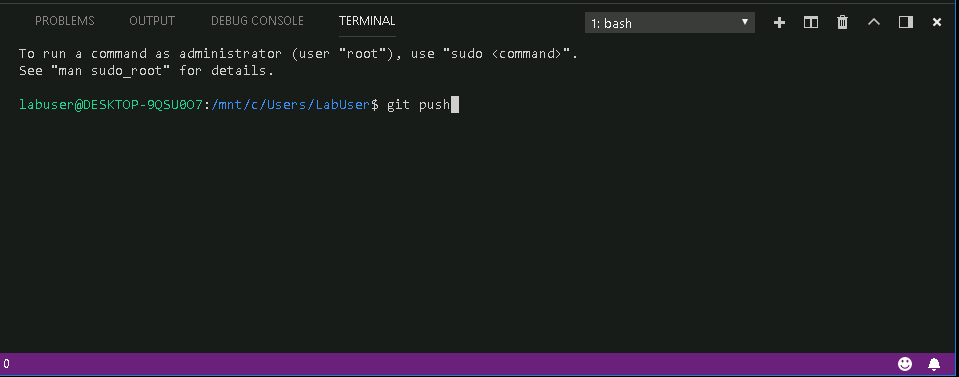 PROBLEMS OUTPUT DEBUG CONSOLE TERMINAL 1: bash
To run a command as administrator (user "root"), use "sudo <command>".
See "man sudo_root" for details.
labuser@DESKTOP-9QSU0O7:/mnt/c/Users/LabUser$ git push
0